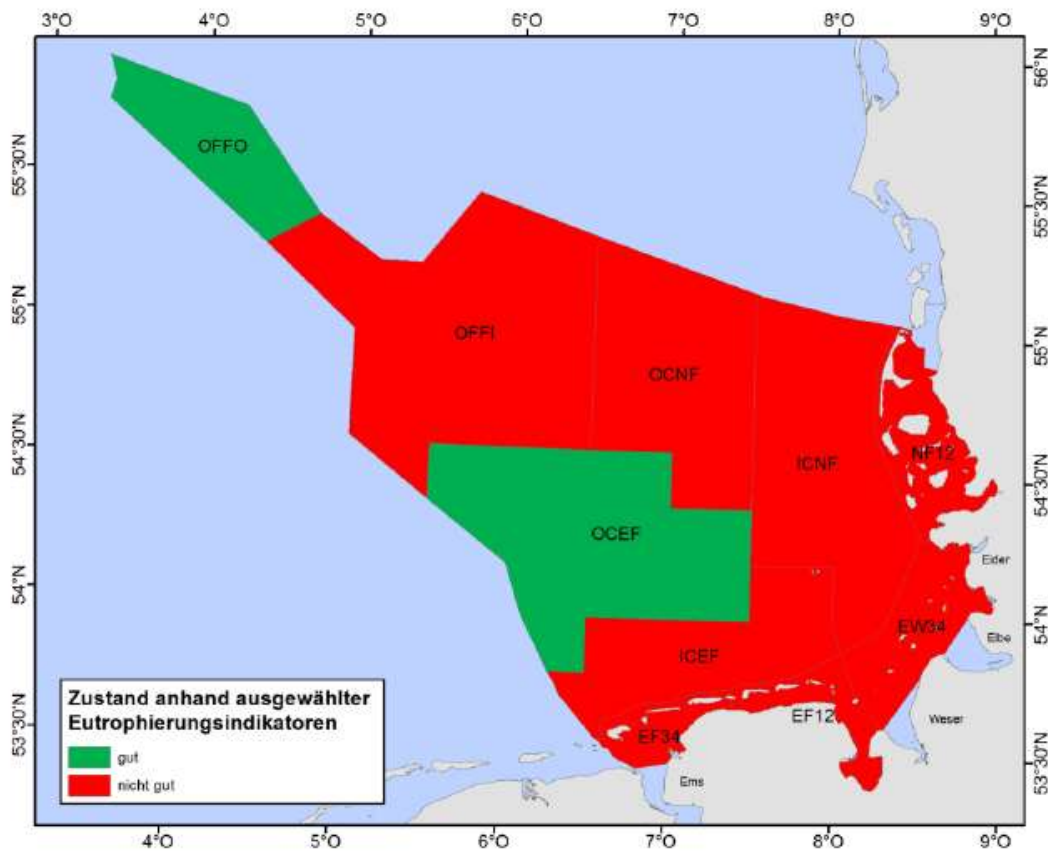 3°O 4°O 5°O 6°O 7°O 8°O 9°O
56°N
55°30'N
55°30'N
55°N
55°N
54°30'N
54°30'N
54°N
54°N
53°30'N
53°30'N
OFFO
OFFI
OCNF
ICNF
NF12
OCEF
Eider
EW34
Elbe
ICEF
EF12
Weser
EF34
Ems
Zustand anhand ausgewählter
Eutrophierungsindikatoren
gut
nicht gut
4°O 5°O 6°O 7°O 8°O 9°O